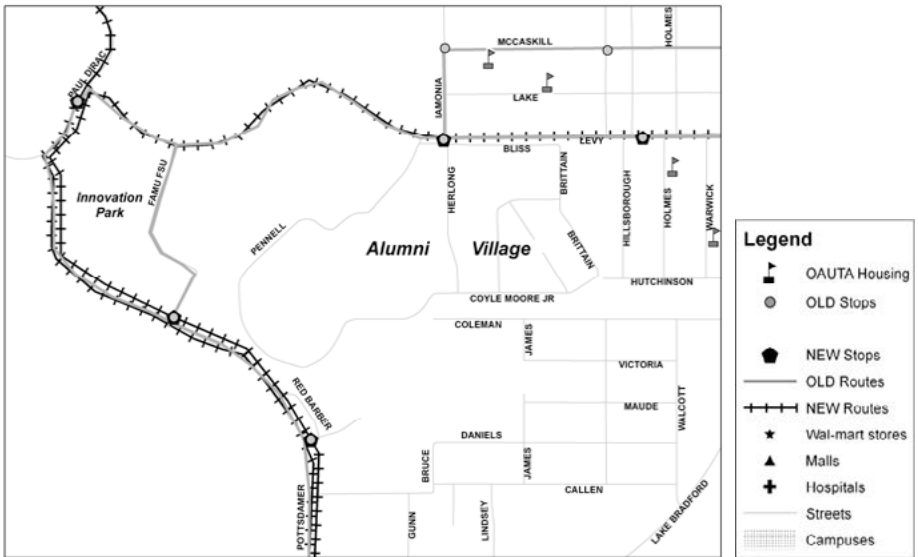 MCCASKILL
HOLMES
PAUL DIRAC
IAMONIA
LAKE
LEVY
BLISS
FAMU FSU
Innovation
Park
HERLONG
BRITTAIN
HILLSBOROUGH
HOLMES
WARWICK
PENNELL
Alumni Village
BRITTAIN
HUTCHINSON
COYLE MOORE JR
COLEMAN
JAMES
VICTORIA
RED BARBER
MAUDE
WALCOTT
DANIELS
BRUCE
JAMES
CALLEN
POTTSDAMER
GUNN
LINDSEY
LAKE BRADFORD
Legend
OAUTA Housing
OLD Stops
NEW Stops
OLD Routes
NEW Routes
Wal-mart stores
Malls
Hospitals
Streets
Campuses